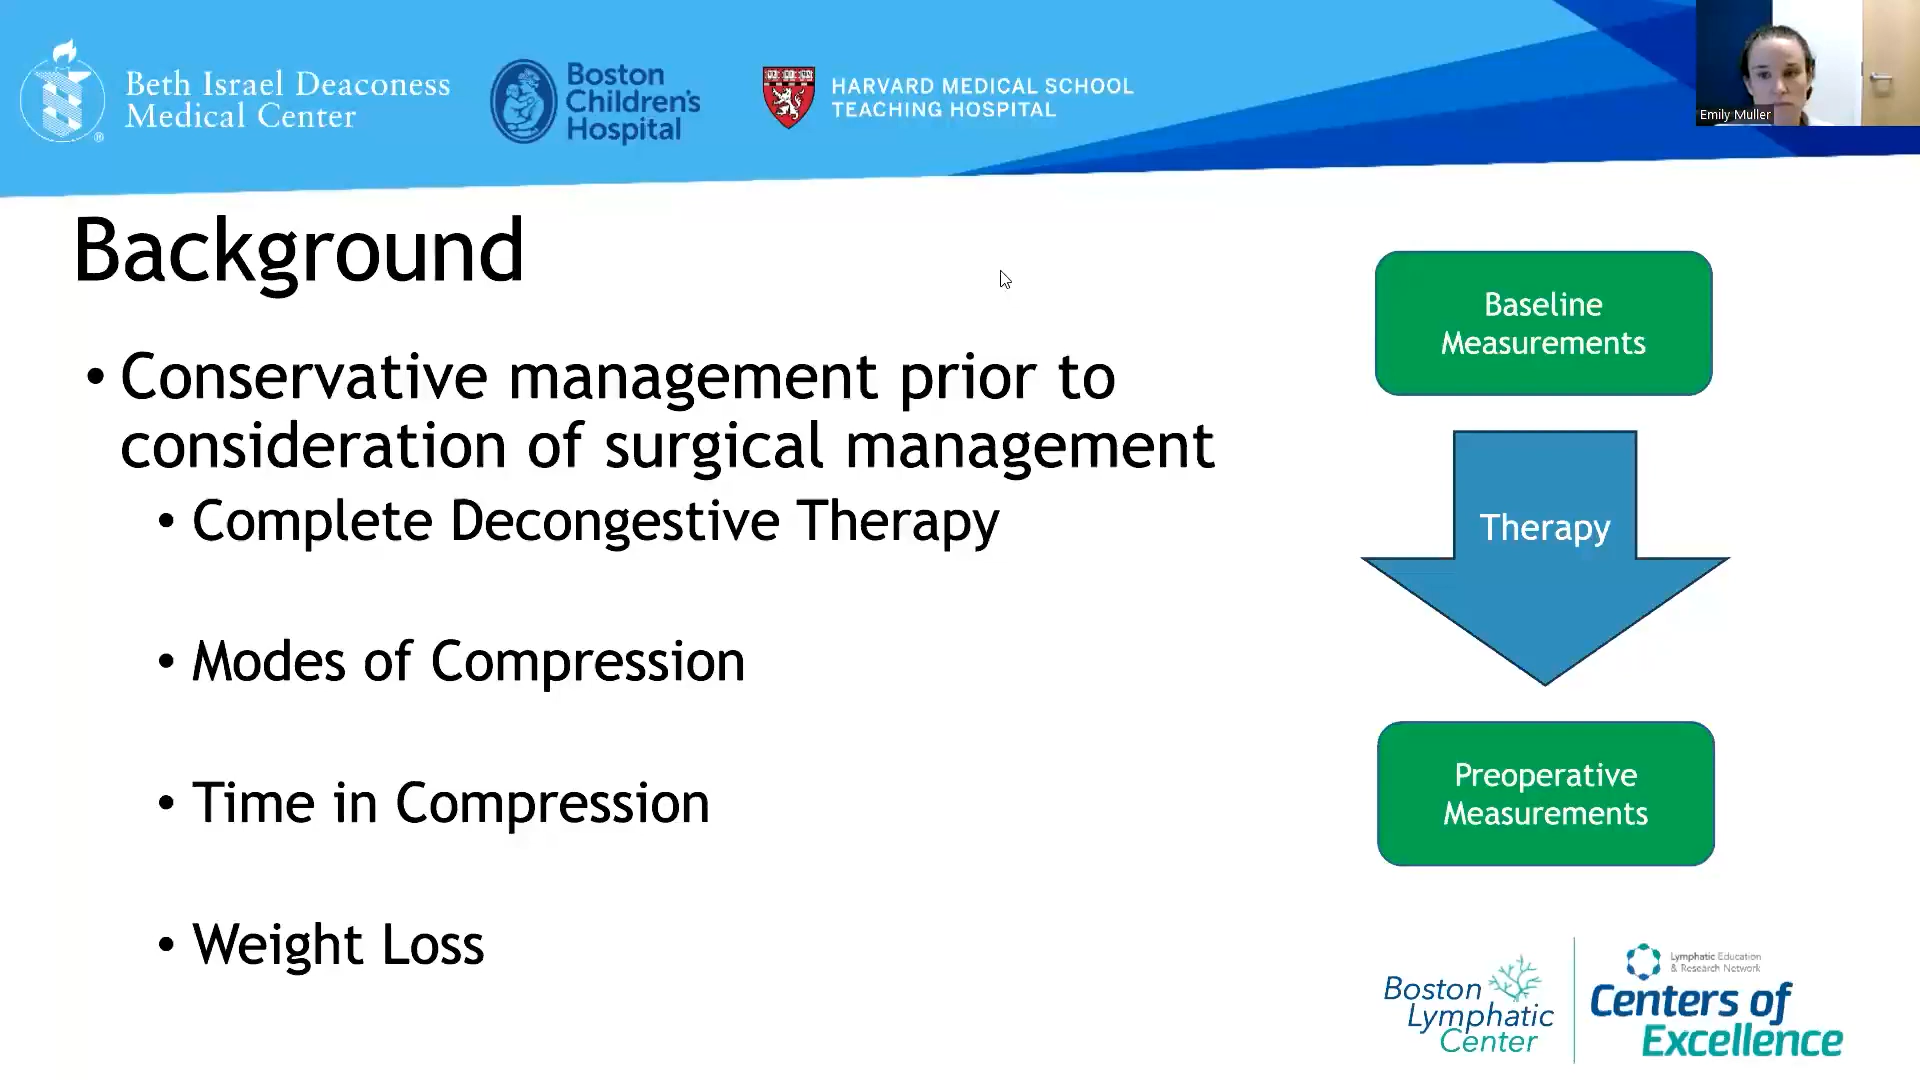 Beth Israel Deaconess
Medical Center
®
Boston
Children's
Hospital
HARVARD MEDICAL SCHOOL
TEACHING HOSPITAL
Emily Muller
Background
• Conservative management prior to
consideration of surgical management
• Complete Decongestive Therapy
• Modes of Compression
• Time in Compression
• Weight Loss
Baseline
Measurements
Therapy
Preoperative
Measurements
Boston
Lymphatic
Center
Lymphatic Education
& Research Network
Centers of
Excellence